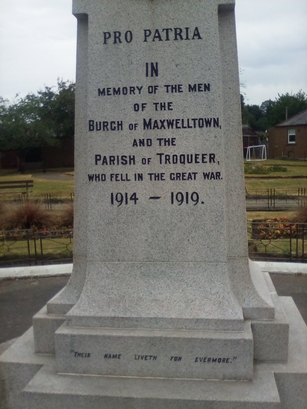 PRO PATRIA
IN
MEMORY OF THE MEN
OF THE
BURGH OF MAXWELLTOWN,
AND THE
PARISH OF TROQUEER,
WHO FELL IN THE GREAT WAR.
1914 — 1919.
"THEIR NAME LIVETH FOR EVERMORE."